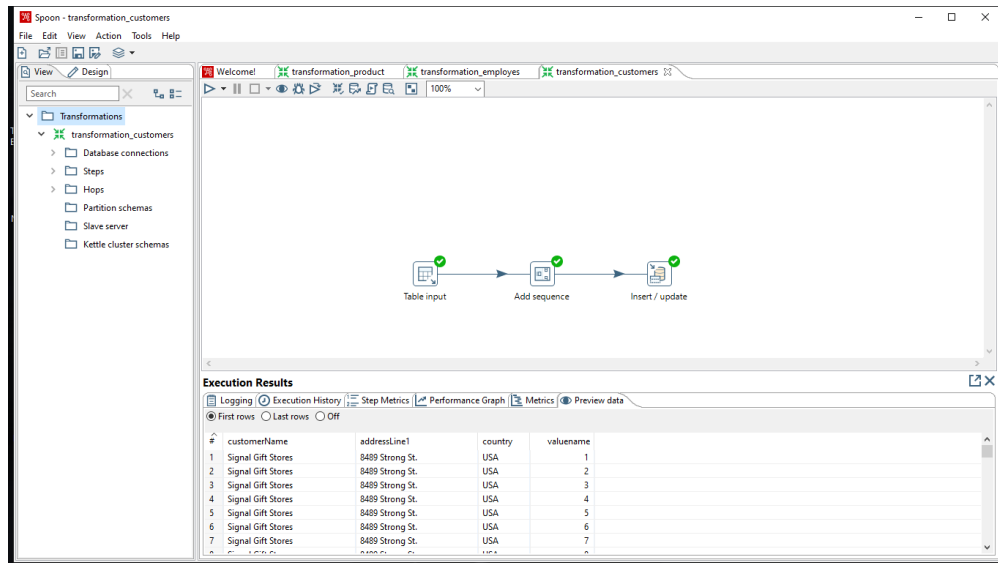 Spoon - transformation_customers
File Edit View Action Tools Help
View Design
Welcome! transformation_product transformation_employes transformation_customers
Search
100%
Transformations
transformation_customers
Database connections
Steps
Hops
Partition schemas
Slave server
Kettle cluster schemas
Table input Add sequence Insert / update
Execution Results
Logging Execution History Step Metrics Performance Graph Metrics Preview data
First rows Last rows Off
# customerName addressLine1 country valuename
1 Signal Gift Stores 8489 Strong St. USA 1
2 Signal Gift Stores 8489 Strong St. USA 2
3 Signal Gift Stores 8489 Strong St. USA 3
4 Signal Gift Stores 8489 Strong St. USA 4
5 Signal Gift Stores 8489 Strong St. USA 5
6 Signal Gift Stores 8489 Strong St. USA 6
7 Signal Gift Stores 8489 Strong St. USA 7